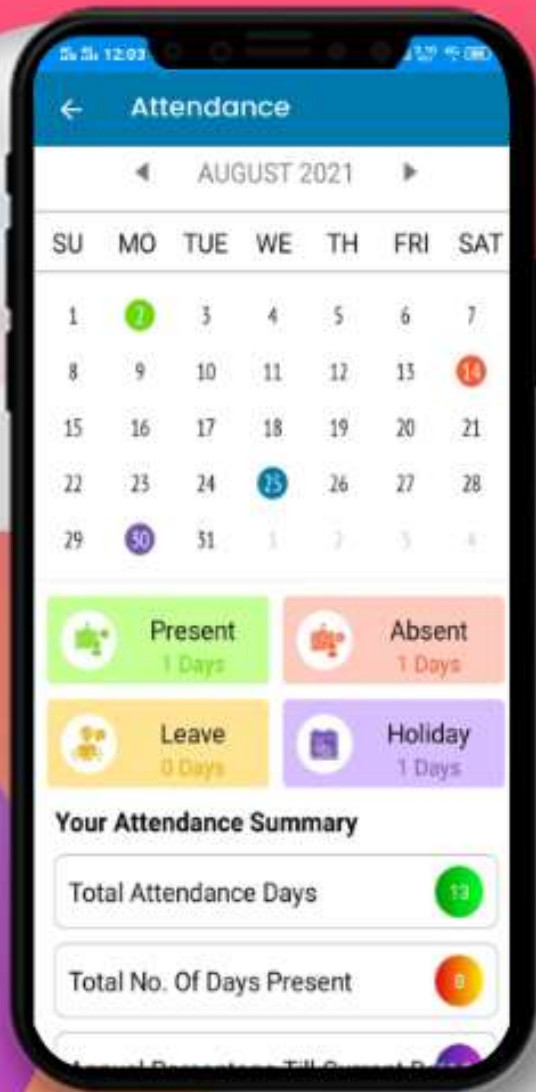 12:03
Attendance
AUGUST 2021
SU MO TUE WE TH FRI SAT
1 2 3 4 5 6 7
8 9 10 11 12 13 14
15 16 17 18 19 20 21
22 23 24 25 26 27 28
29 30 31 1 2 3 4
Present Absent
1 Days 1 Days
Leave Holiday
0 Days 1 Days
Your Attendance Summary
Total Attendance Days 13
Total No. Of Days Present 8